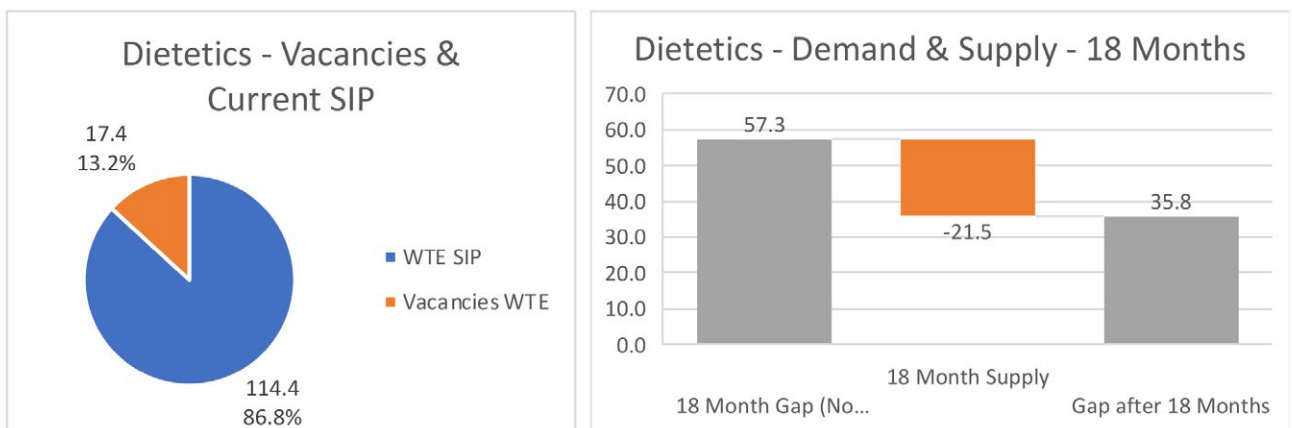 Dietetics - Vacancies &
Current SIP
17.4
13.2%
WTE SIP
Vacancies WTE
114.4
86.8%
Dietetics - Demand & Supply - 18 Months
70.0
60.0
50.0
40.0
30.0
20.0
10.0
0.0
57.3
-21.5
35.8
18 Month Supply
18 Month Gap (No...
Gap after 18 Months